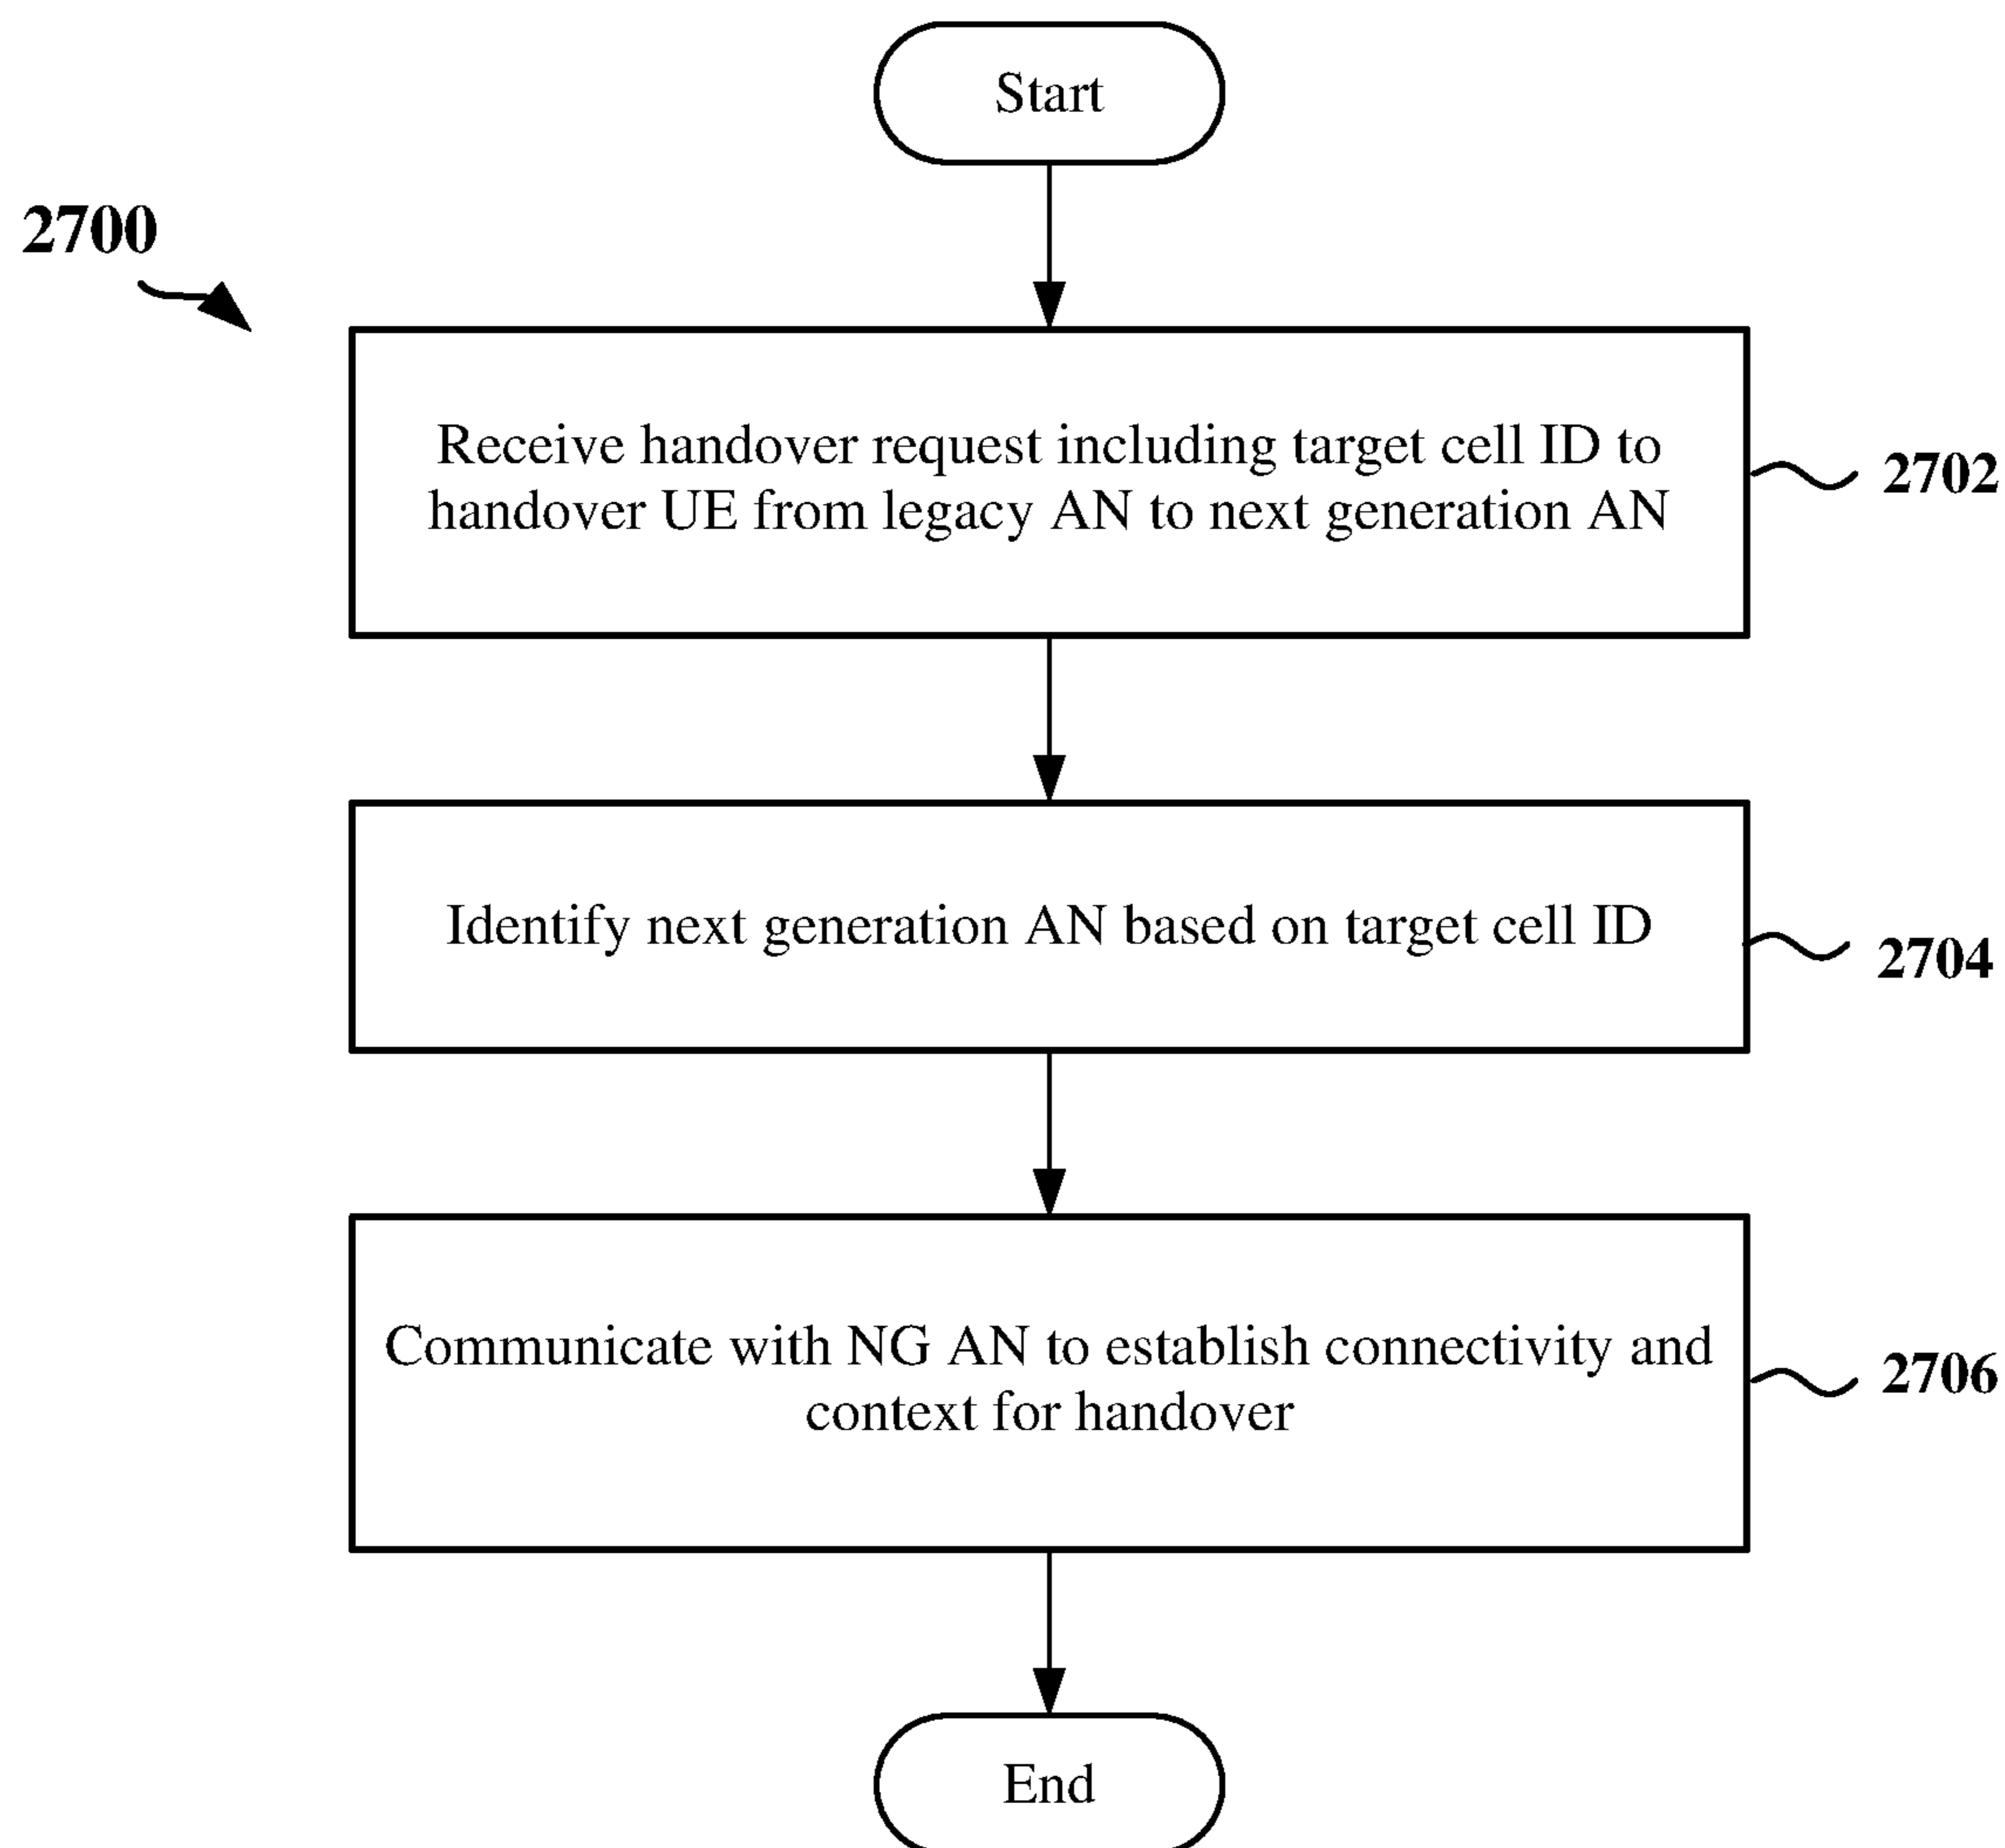 Start
2700
Receive handover request including target cell ID to
handover UE from legacy AN to next generation AN
2702
Identify next generation AN based on target cell ID
2704
Communicate with NG AN to establish connectivity and
context for handover
2706
End